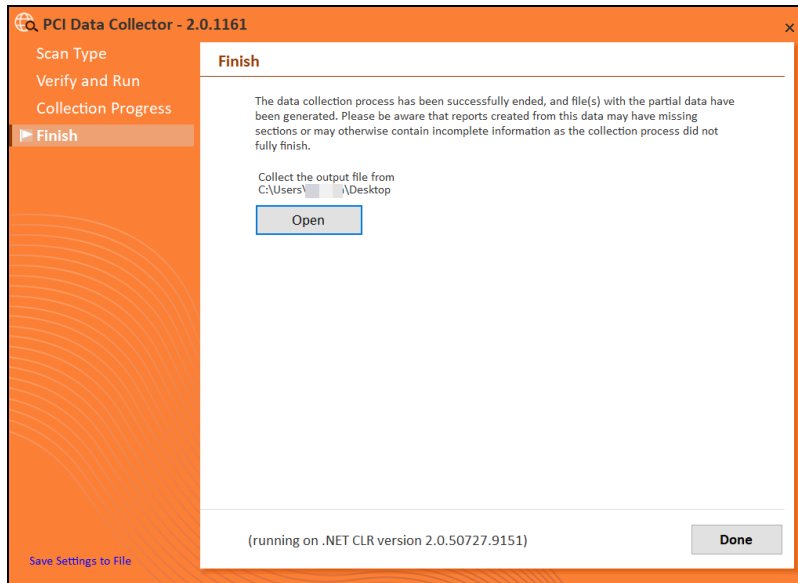 PCI Data Collector - 2.0.1161
Scan Type
Verify and Run
Collection Progress
Finish
Finish
The data collection process has been successfully ended, and file(s) with the partial data have
been generated. Please be aware that reports created from this data may have missing
sections or may otherwise contain incomplete information as the collection process did not
fully finish.
Collect the output file from
C:\Users\ \Desktop
Open
(running on .NET CLR version 2.0.50727.9151)
Done
Save Settings to File